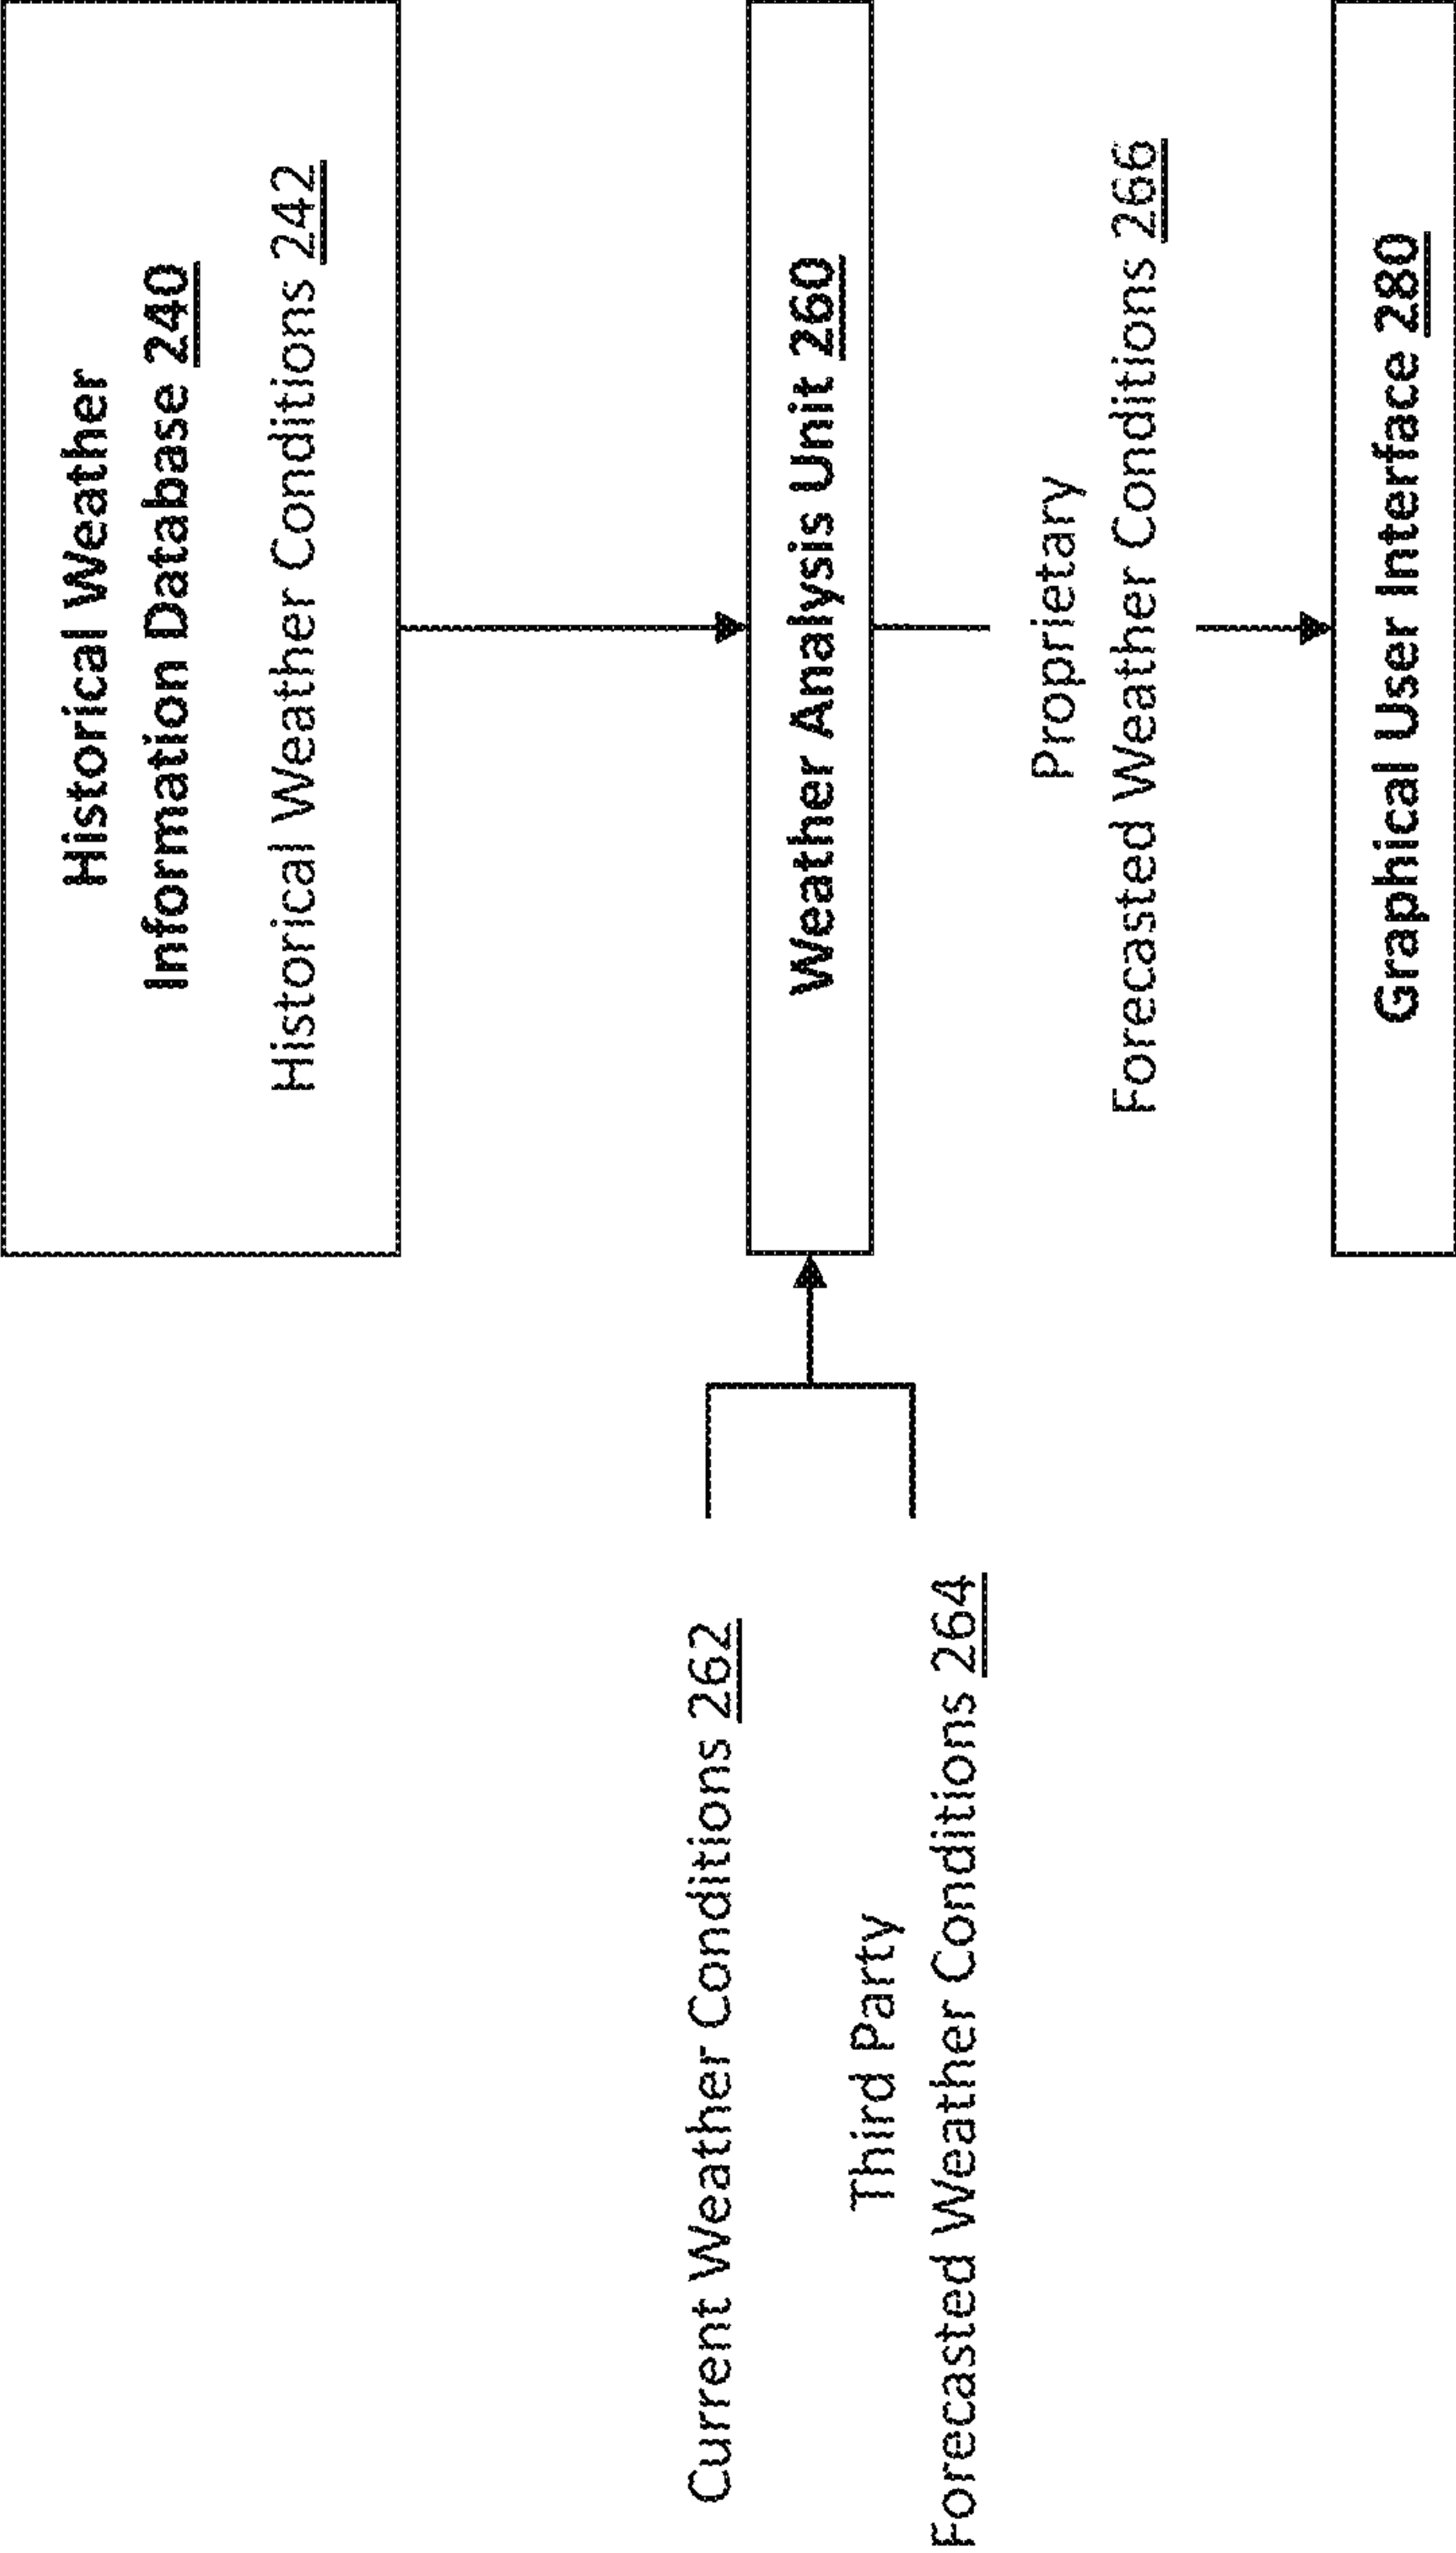 Historical Weather
Information Database 240
Historical Weather Conditions 242
Current Weather Conditions 262
Third Party
Forecasted Weather Conditions 264
Weather Analysis Unit 260
Proprietary
Forecasted Weather Conditions 266
Graphical User Interface 280